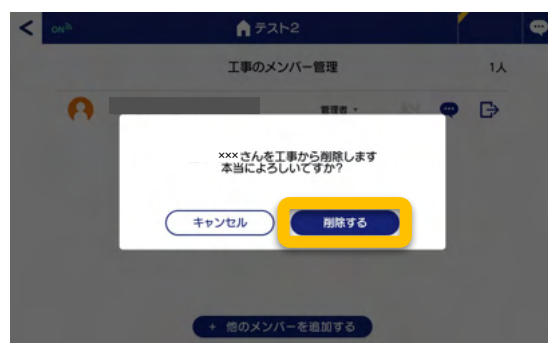 ON
テスト2
工事のメンバー管理
1人
管理者
×××さんを工事から削除します
本当によろしいてすか?
キャンセル
削除する
+ 他のメンバーを追加する